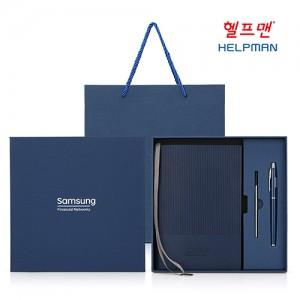 헬프맨
HELPMAN
Samsung
Financial Networks